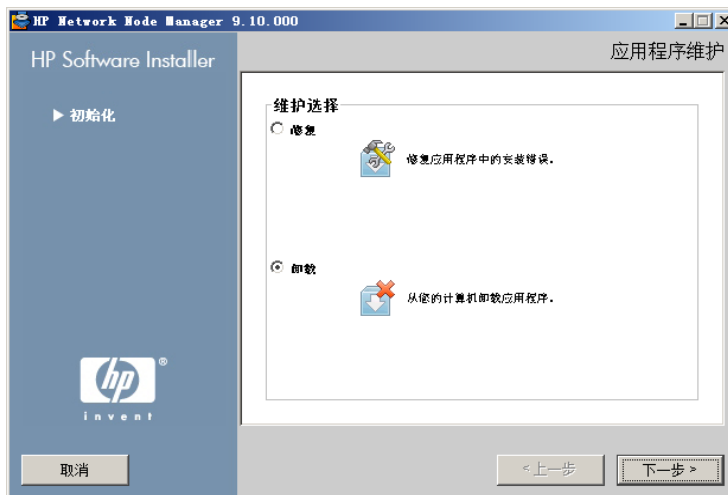 HP Network Node Manager 9.10.000
HP Software Installer
应用程序维护
▶ 初始化
维护选择
修复
修复应用程序中的安装错误.
卸载
从您的计算机卸载应用程序.
hp
®
invent
取消
<上一步
下一步>